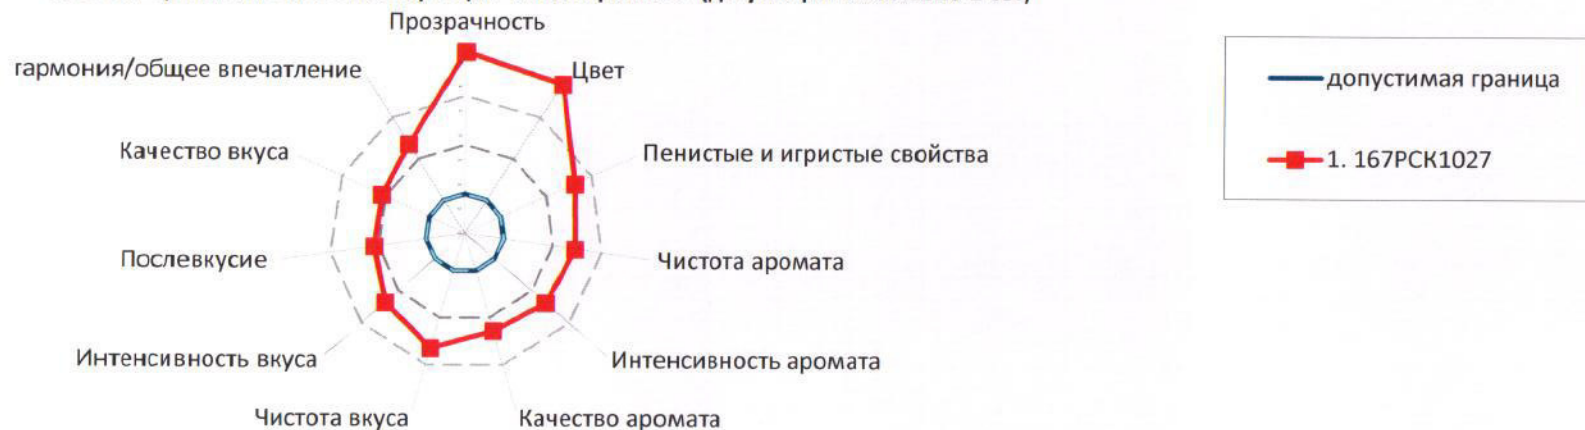 Прозрачность
гармония/общее впечатление
Цвет
допустимая граница
Качество вкуса
Пенистые и игристые свойства
1. 167РСК1027
Послевкусие
Чистота аромата
Интенсивность вкуса
Интенсивность аромата
Чистота вкуса
Качество аромата